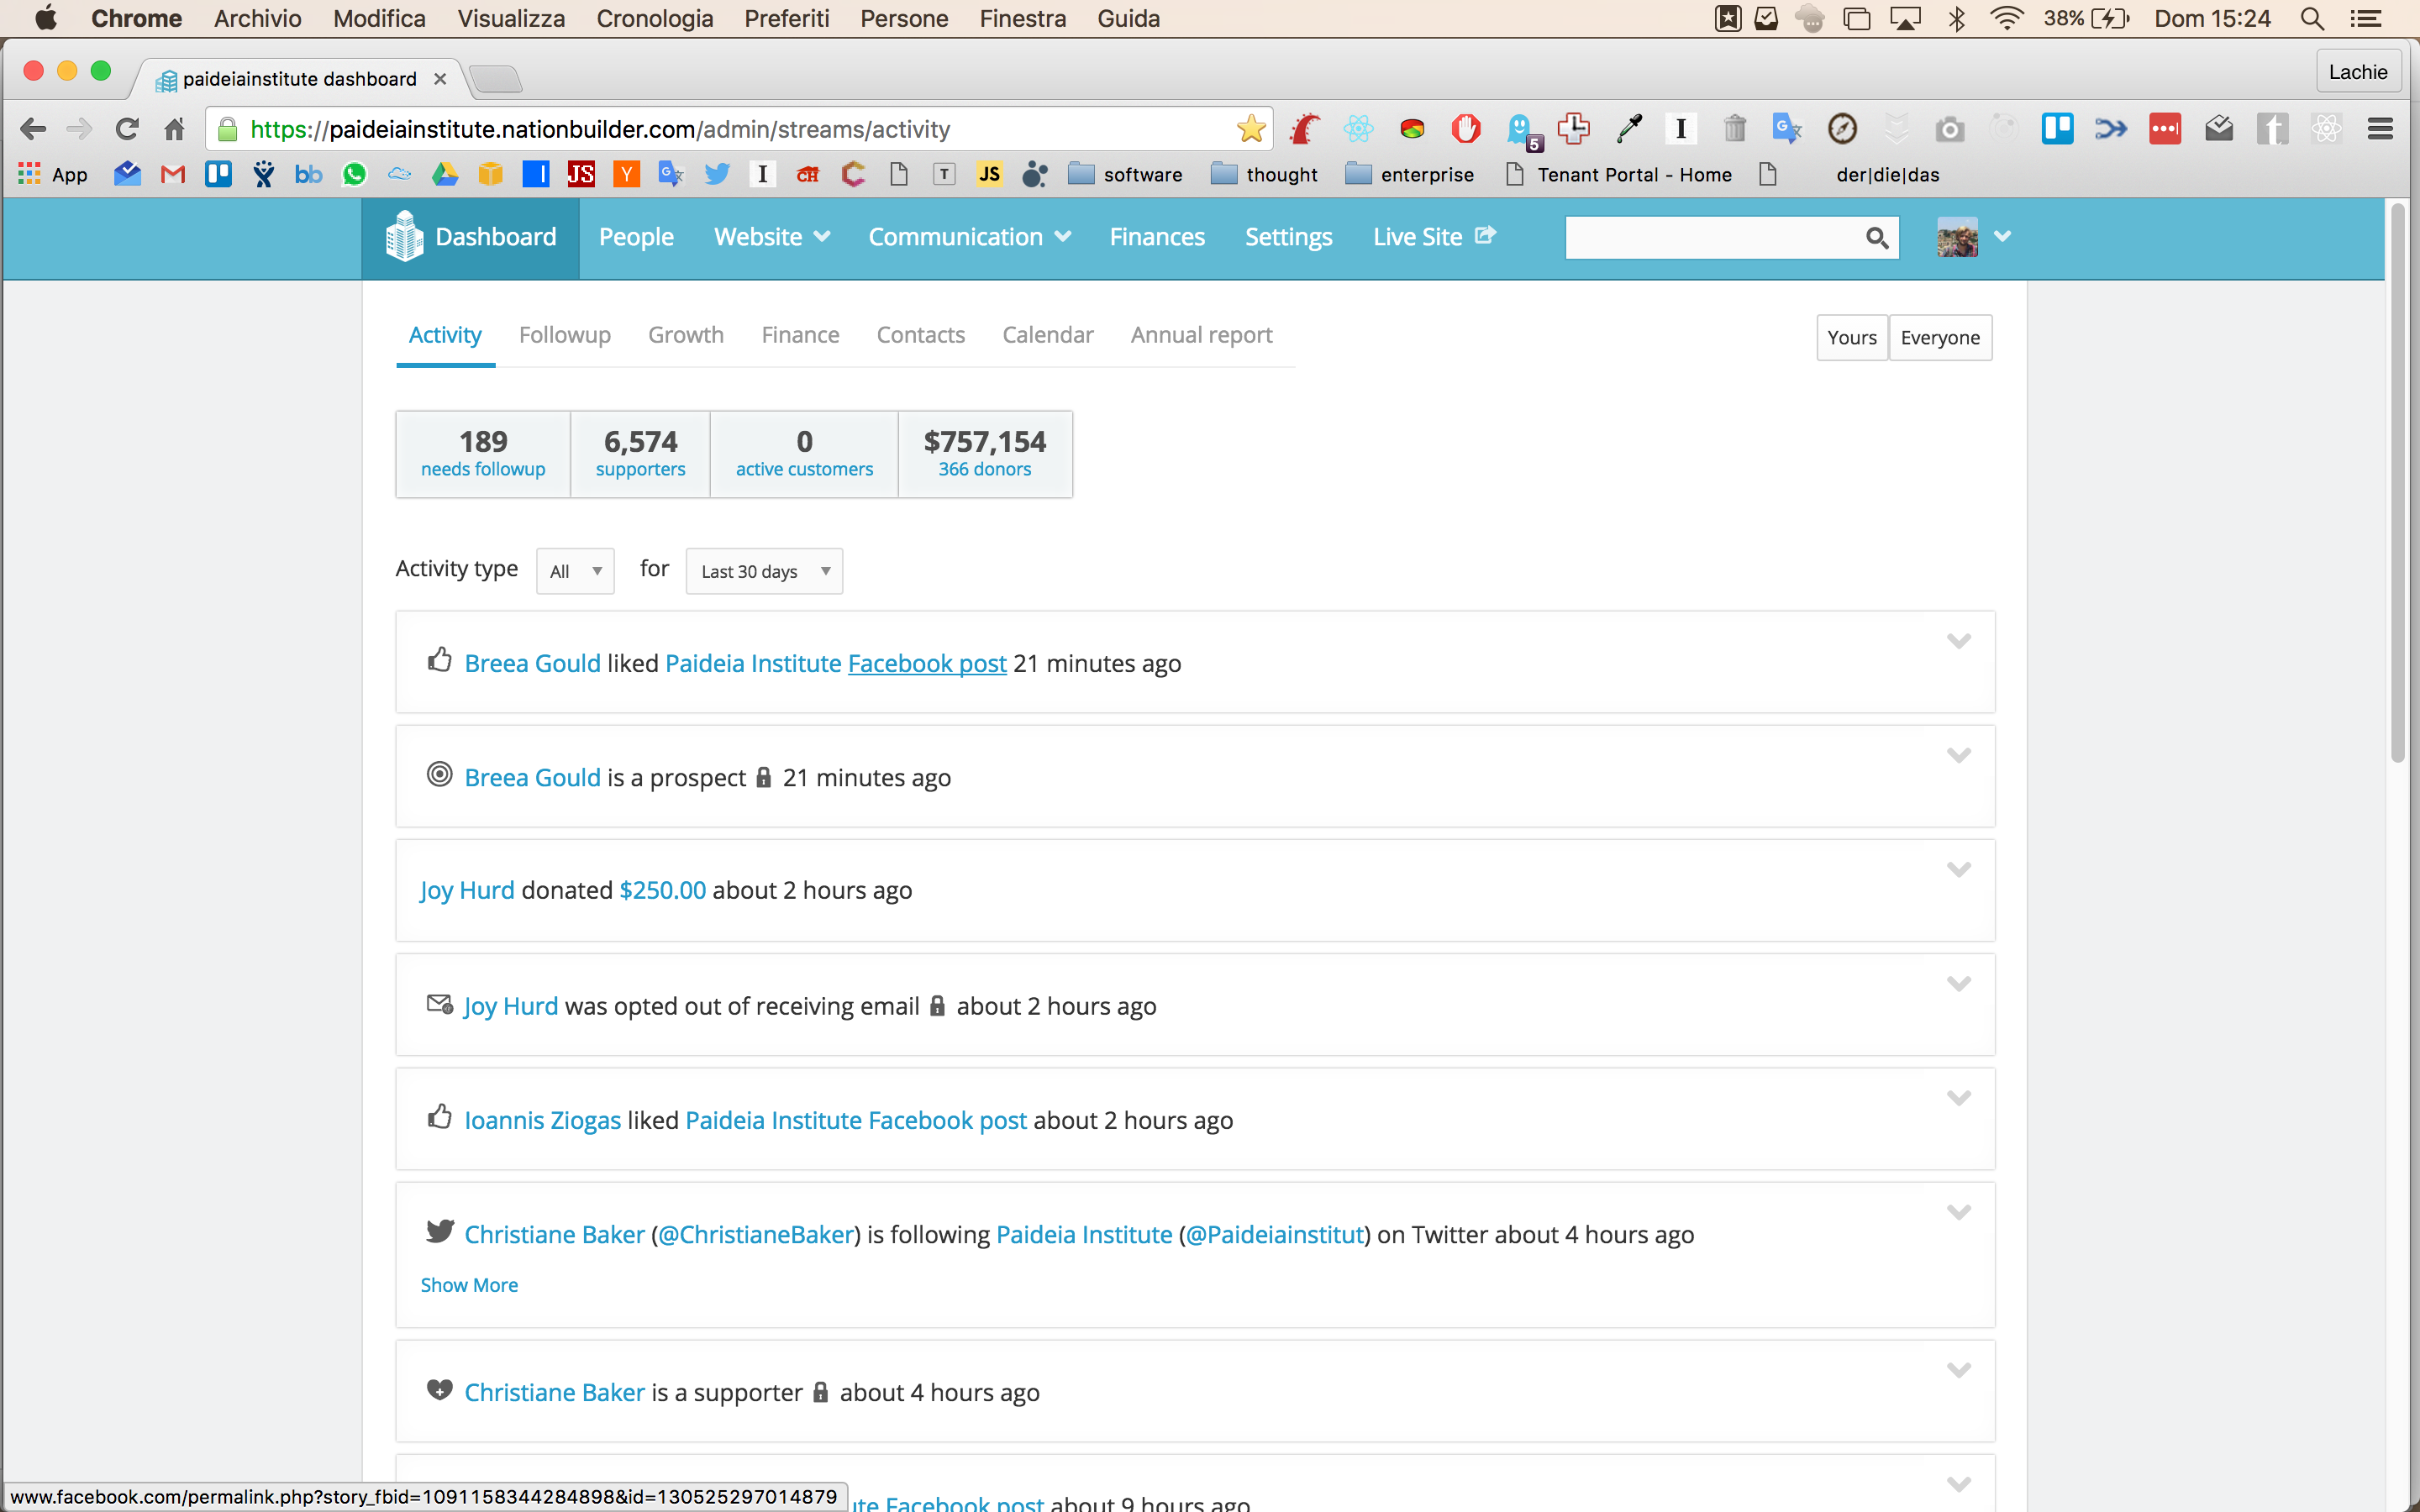 Chrome Archivio Modifica Visualizza Cronologia Preferiti Persone Finestra Guida 38% Dom 15:24
paideiainstitute dashboard Lachie
https://paideiainstitute.nationbuilder.com/admin/streams/activity
5
App software thought enterprise Tenant Portal - Home der|die|das
Dashboard People Website Communication Finances Settings Live Site
Activity Followup Growth Finance Contacts Calendar Annual report Yours Everyone
189 6,574 0 $757,154
needs followup supporters active customers 366 donors
Activity type All for Last 30 days
Breea Gould liked Paideia Institute Facebook post 21 minutes ago
Breea Gould is a prospect 21 minutes ago
Joy Hurd donated $250.00 about 2 hours ago
Joy Hurd was opted out of receiving email about 2 hours ago
Ioannis Ziogas liked Paideia Institute Facebook post about 2 hours ago
Christiane Baker (@ChristianeBaker) is following Paideia Institute (@Paideiainstitut) on Twitter about 4 hours ago
Show More
Christiane Baker is a supporter about 4 hours ago
www.facebook.com/permalink.php?story_fbid=1091158344284898&id=130525297014879
Facebook post about 9 hours ago